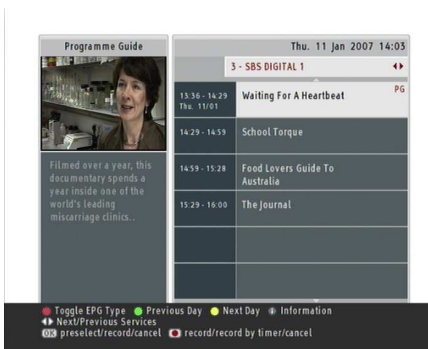 Programme Guide
Thu. 11 Jan 2007 14:03
3 - SBS DIGITAL 1
13:36 - 14:29
Thu. 11/01
Waiting For A Heartbeat
PG
14:29 - 14:59
School Torque
14:59 - 15:28
Food Lovers Guide To
Australia
15:29 - 16:00
The Journal
Filmed over a year, this
documentary spends a
year inside one of the
world's leading
miscarriage clinics..
Toggle EPG Type Previous Day Next Day Information
Next/Previous Services
OK preselect/record/cancel record/record by timer/cancel